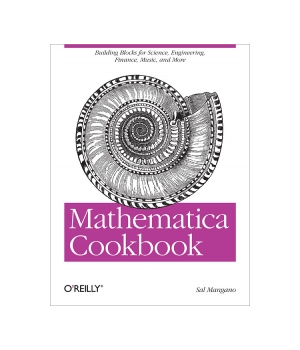 Building Blocks for Science, Engineering,
Finance, Music, and More
Mathematica
Cookbook
O'REILLY®
Sal Mangano